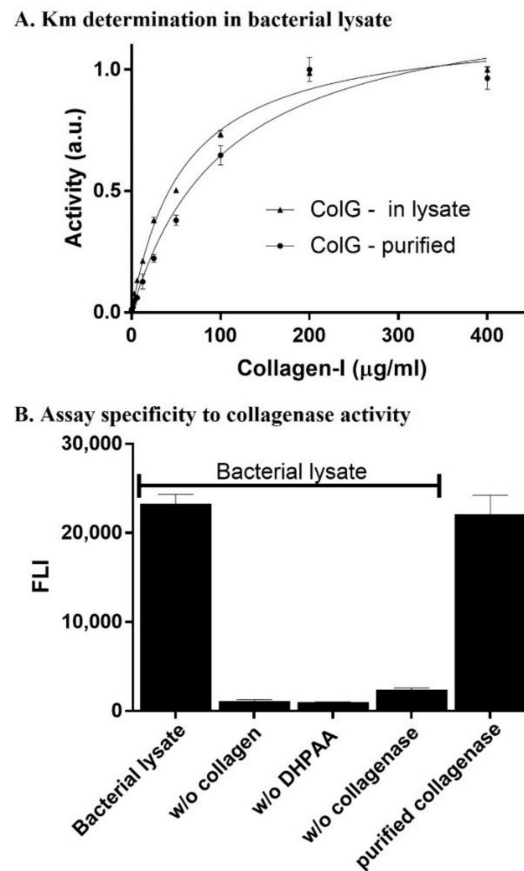 A. Km determination in bacterial lysate
1.0
0.5
0.0
Activity (a.u.)
ColG - in lysate
ColG - purified
0
100
200
300
400
Collagen-I (µg/ml)
B. Assay specificity to collagenase activity
30,000
20,000
10,000
0
FLI
Bacterial lysate
Bacterial lysate
w/o collagen
w/o DHPAA
w/o collagenase
purified collagenase